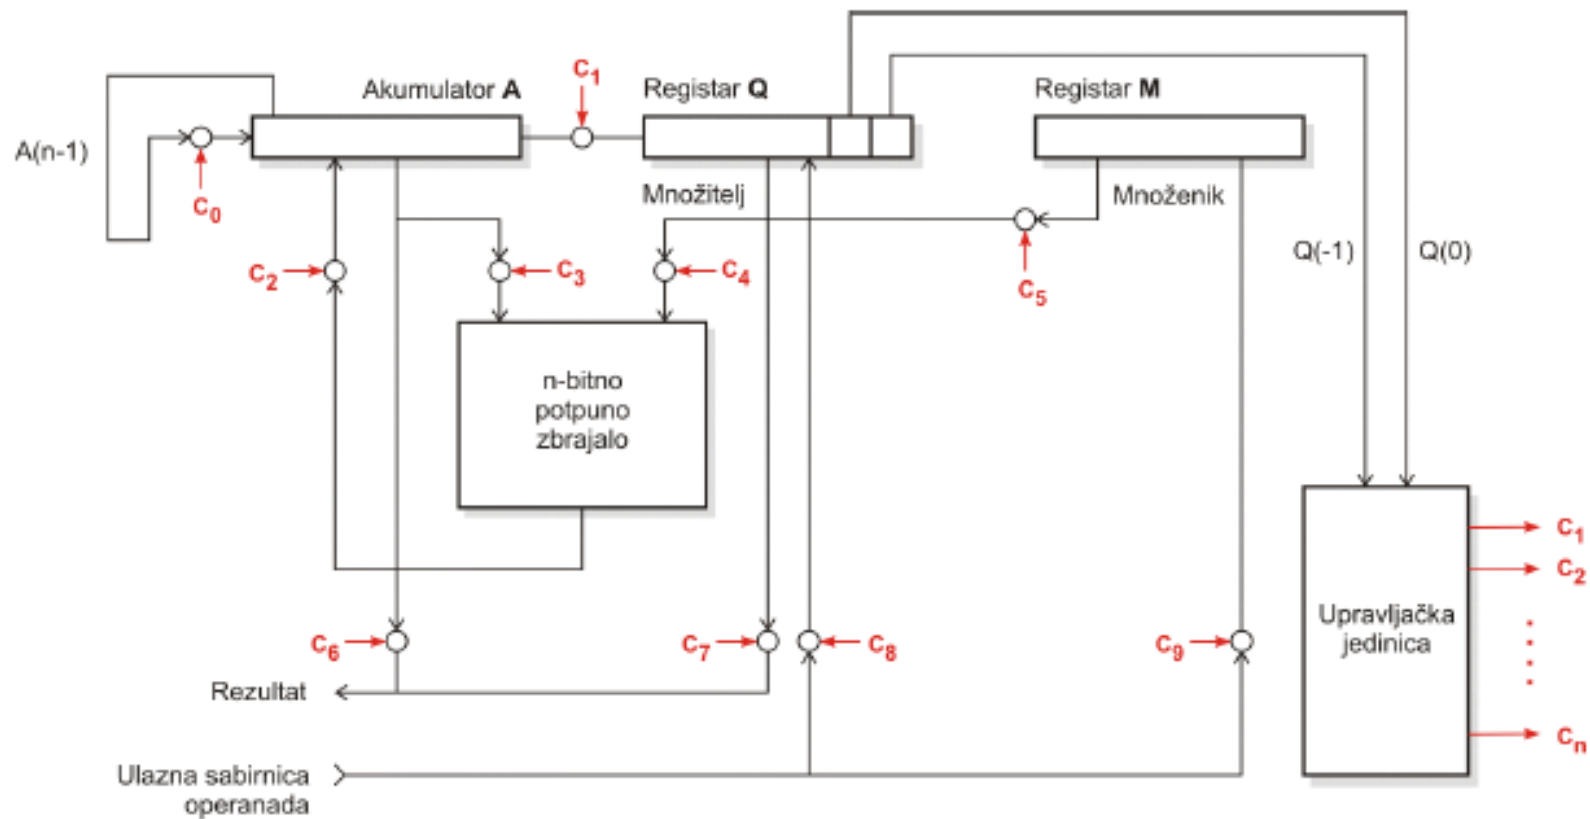 C1
Akumulator A
Registar Q
Registar M
A(n-1)
C0
Množitelj
Množenik
C2
C3
C4
C5
Q(-1)
Q(0)
n-bitno
potpuno
zbrajalo
C1
C2
Upravljačka
jedinica
C6
C7
C8
C9
Rezultat
Cn
Ulazna sabirnica
operanada